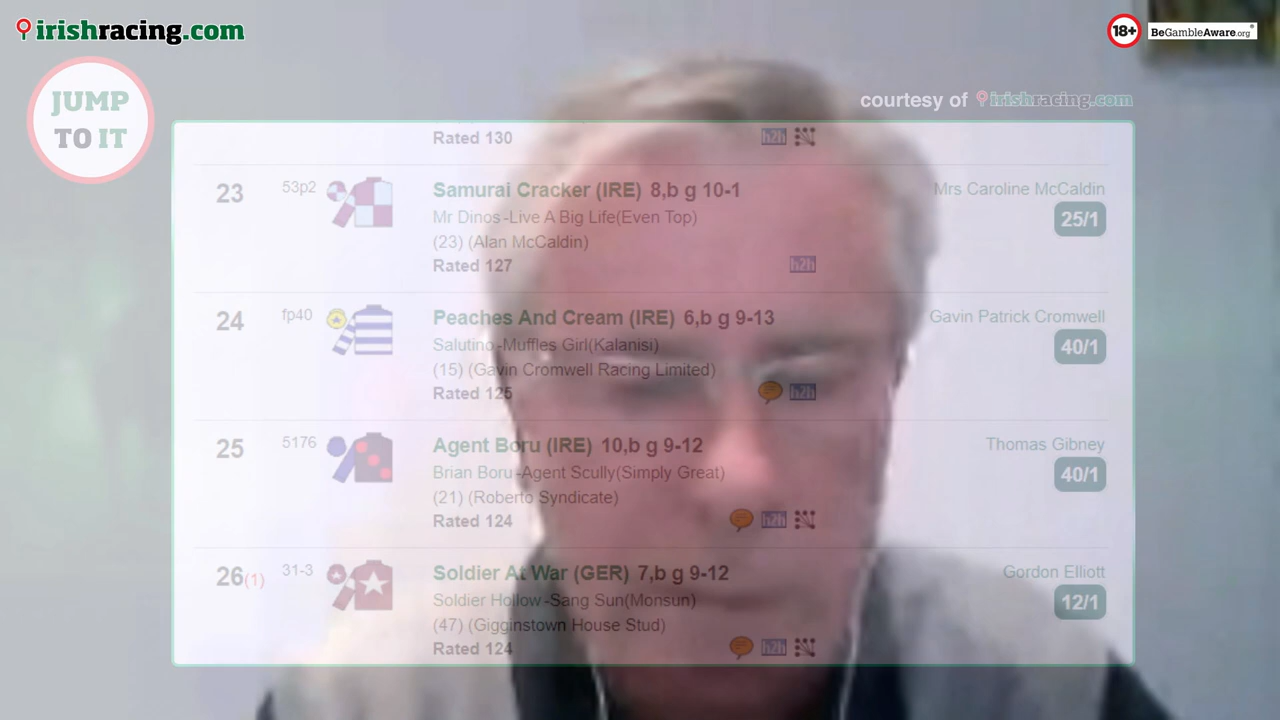 irishracing.com
18+
BeGambleAware.org®
JUMP
TO IT
courtesy of irishracing.com
Rated 130 h2h
23 53p2 Samurai Cracker (IRE) 8,b g 10-1 Mrs Caroline McCaldin
Mr Dinos-Live A Big Life(Even Top) 25/1
(23) (Alan McCaldin)
Rated 127 h2h
24 fp40 Peaches And Cream (IRE) 6,b g 9-13 Gavin Patrick Cromwell
Salutino-Muffles Girl(Kalanisi) 40/1
(15) (Gavin Cromwell Racing Limited)
Rated 125 h2h
25 5176 Agent Boru (IRE) 10,b g 9-12 Thomas Gibney
Brian Boru-Agent Scully(Simply Great) 40/1
(21) (Roberto Syndicate)
Rated 124 h2h
26(1) 31-3 Soldier At War (GER) 7,b g 9-12 Gordon Elliott
Soldier Hollow-Sang Sun(Monsun) 12/1
(47) (Gigginstown House Stud)
Rated 124 h2h